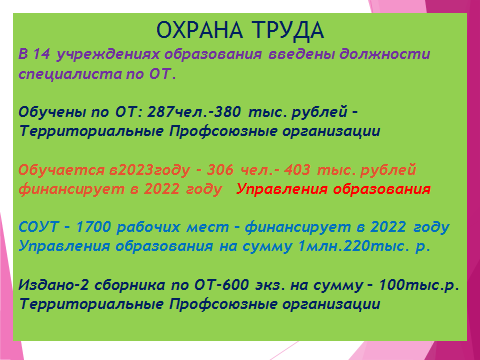 ОХРАНА ТРУДА
В 14 учреждениях образования введены должности
специалиста по ОТ.
Обучены по ОТ: 287чел.-380 тыс. рублей –
Территориальные Профсоюзные организации
Обучается в2023году - 306 чел.- 403 тыс. рублей
финансирует в 2022 году Управления образования
СОУТ – 1700 рабочих мест – финансирует в 2022 году
Управления образования на сумму 1млн.220тыс. р.
Издано-2 сборника по ОТ-600 экз. на сумму – 100тыс.р.
Территориальные Профсоюзные организации